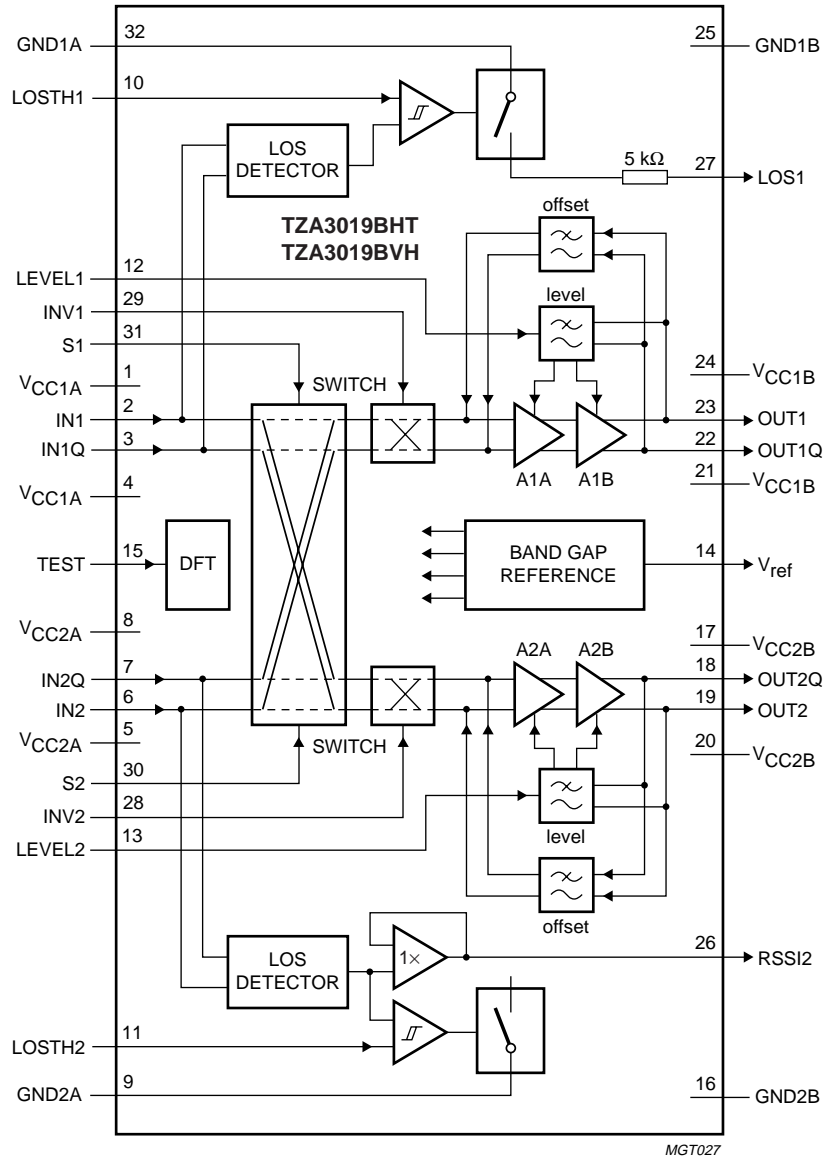 GND1A 32
25 GND1B
LOSTH1 10
LOS
DETECTOR
5 kΩ
27 LOS1
TZA3019BHT
TZA3019BVH
offset
LEVEL1 12
INV1 29
level
S1 31
VCC1A 1
SWITCH
24 VCC1B
IN1 2
23 OUT1
IN1Q 3
22 OUT1Q
A1A A1B
VCC1A 4
21 VCC1B
TEST 15
DFT
BAND GAP
REFERENCE
14 Vref
VCC2A 8
17 VCC2B
A2A A2B
IN2Q 7
18 OUT2Q
IN2 6
19 OUT2
VCC2A 5
SWITCH
20 VCC2B
S2 30
INV2 28
LEVEL2 13
level
offset
LOS
DETECTOR
1×
26 RSSI2
LOSTH2 11
GND2A 9
16 GND2B
MGT027